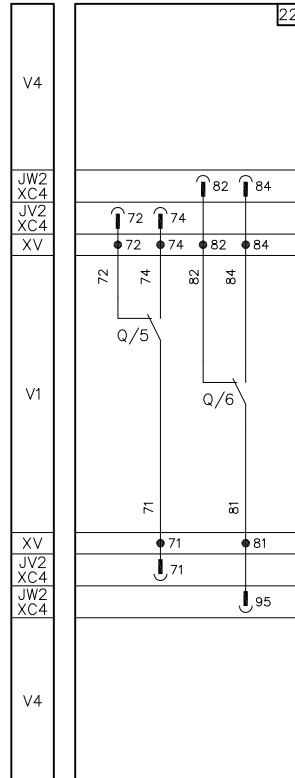 22
V4
JW2
XC4
82 84
JV2
XC4
72 74
XV
72 74 82 84
72 74 82 84
Q/5
V1
Q/6
71 81
XV
71 81
JV2
XC4
71
JW2
XC4
95
V4